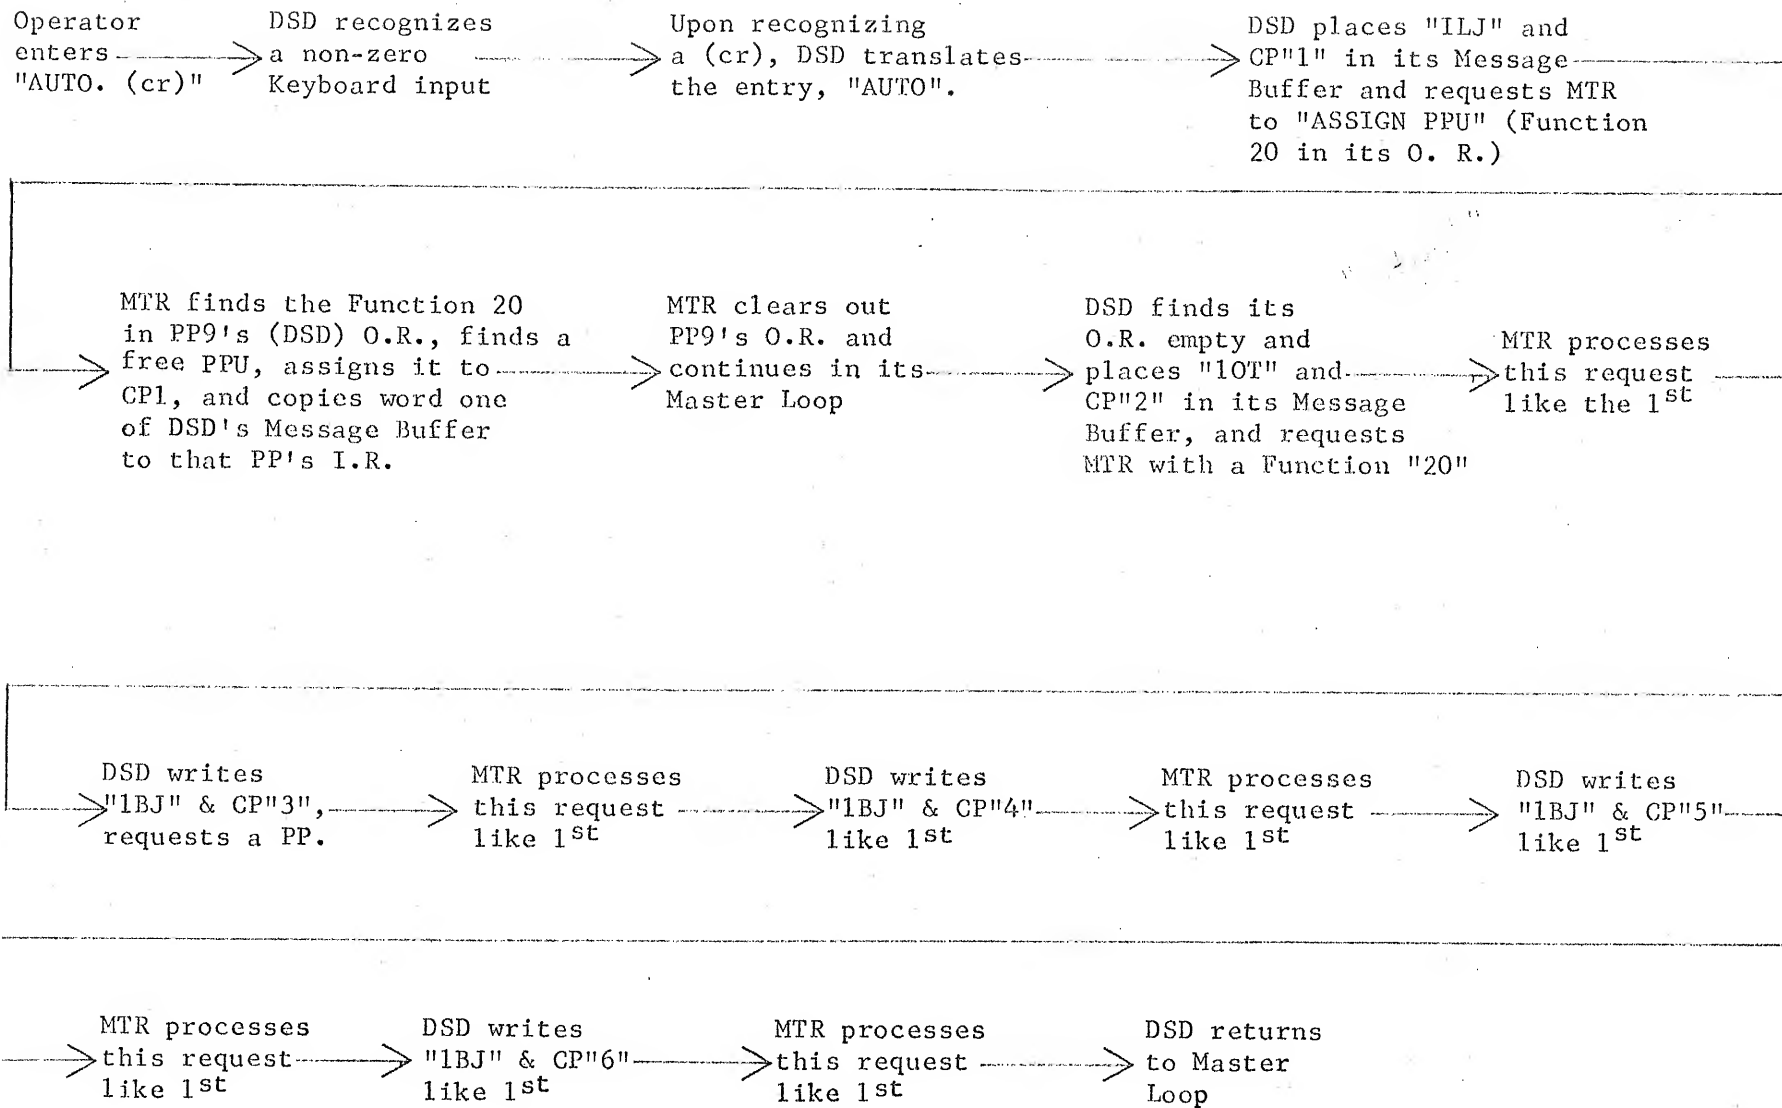 Operator
enters
"AUTO. (cr)"
DSD recognizes
a non-zero
Keyboard input
Upon recognizing
a (cr), DSD translates
the entry, "AUTO".
DSD places "ILJ" and
CP"1" in its Message
Buffer and requests MTR
to "ASSIGN PPU" (Function
20 in its O. R.)
MTR finds the Function 20
in PP9's (DSD) O.R., finds a
free PPU, assigns it to
CP1, and copies word one
of DSD's Message Buffer
to that PP's I.R.
MTR clears out
PP9's O.R. and
continues in its
Master Loop
DSD finds its
O.R. empty and
places "1OT" and
CP"2" in its Message
Buffer, and requests
MTR with a Function "20"
MTR processes
this request
like the 1st
DSD writes
"1BJ" & CP"3",
requests a PP.
MTR processes
this request
like 1st
DSD writes
"1BJ" & CP"4"
like 1st
MTR processes
this request
like 1st
DSD writes
"1BJ" & CP"5"
like 1st
MTR processes
this request
like 1st
DSD writes
"1BJ" & CP"6"
like 1st
MTR processes
this request
like 1st
DSD returns
to Master
Loop